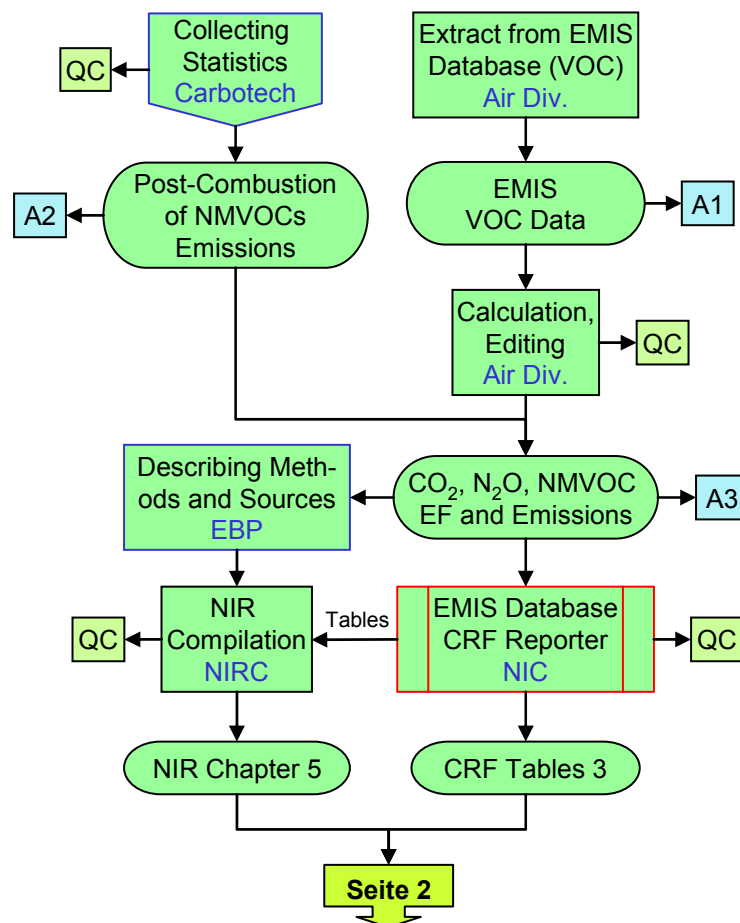 Collecting
Statistics
Carbotech
QC
Extract from EMIS
Database (VOC)
Air Div.
Post-Combustion
of NMVOCs
Emissions
A2
EMIS
VOC Data
A1
Calculation,
Editing
Air Div.
QC
Describing Meth-
ods and Sources
EBP
CO₂, N₂O, NMVOC
EF and Emissions
A3
NIR
Compilation
NIRC
QC
Tables
EMIS Database
CRF Reporter
NIC
QC
NIR Chapter 5
CRF Tables 3
Seite 2